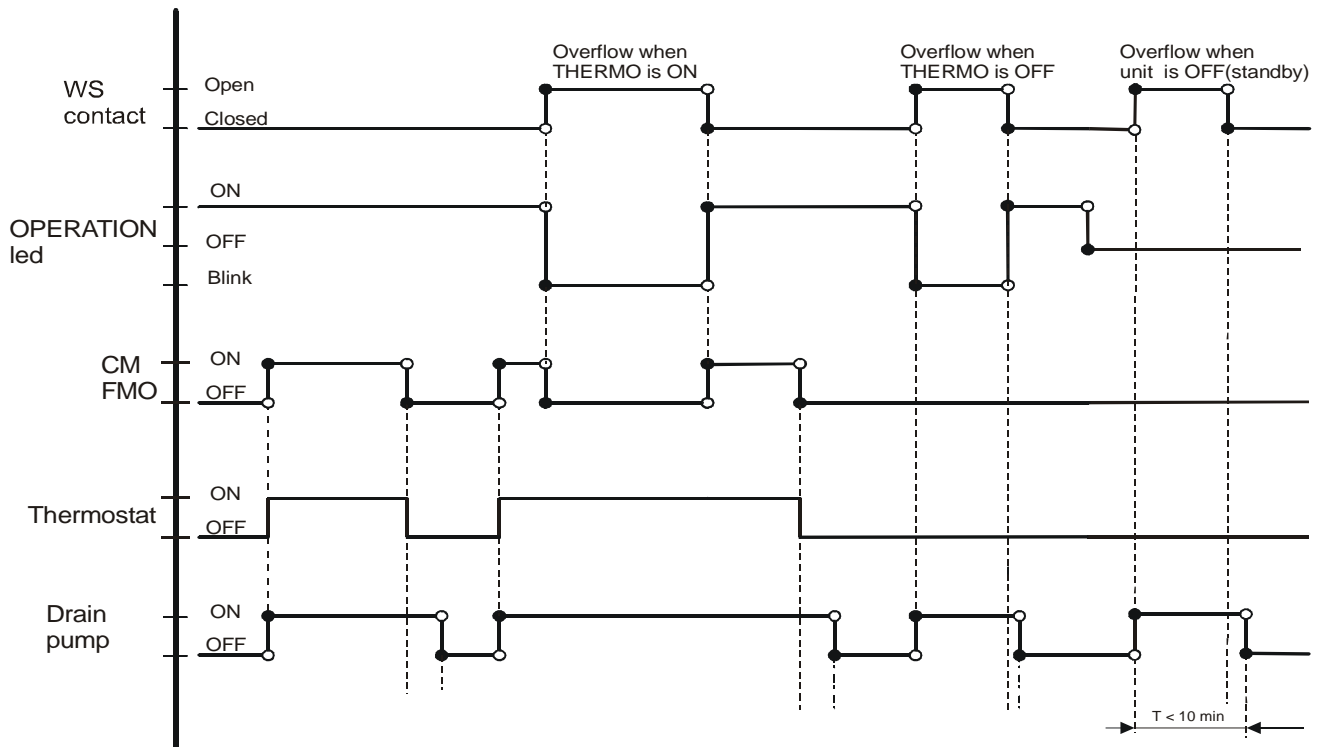 Overflow when
THERMO is ON
Overflow when
THERMO is OFF
Overflow when
unit is OFF(standby)
WS
contact
Open
Closed
OPERATION
led
ON
OFF
Blink
CM
FMO
ON
OFF
Thermostat
ON
OFF
Drain
pump
ON
OFF
T < 10 min